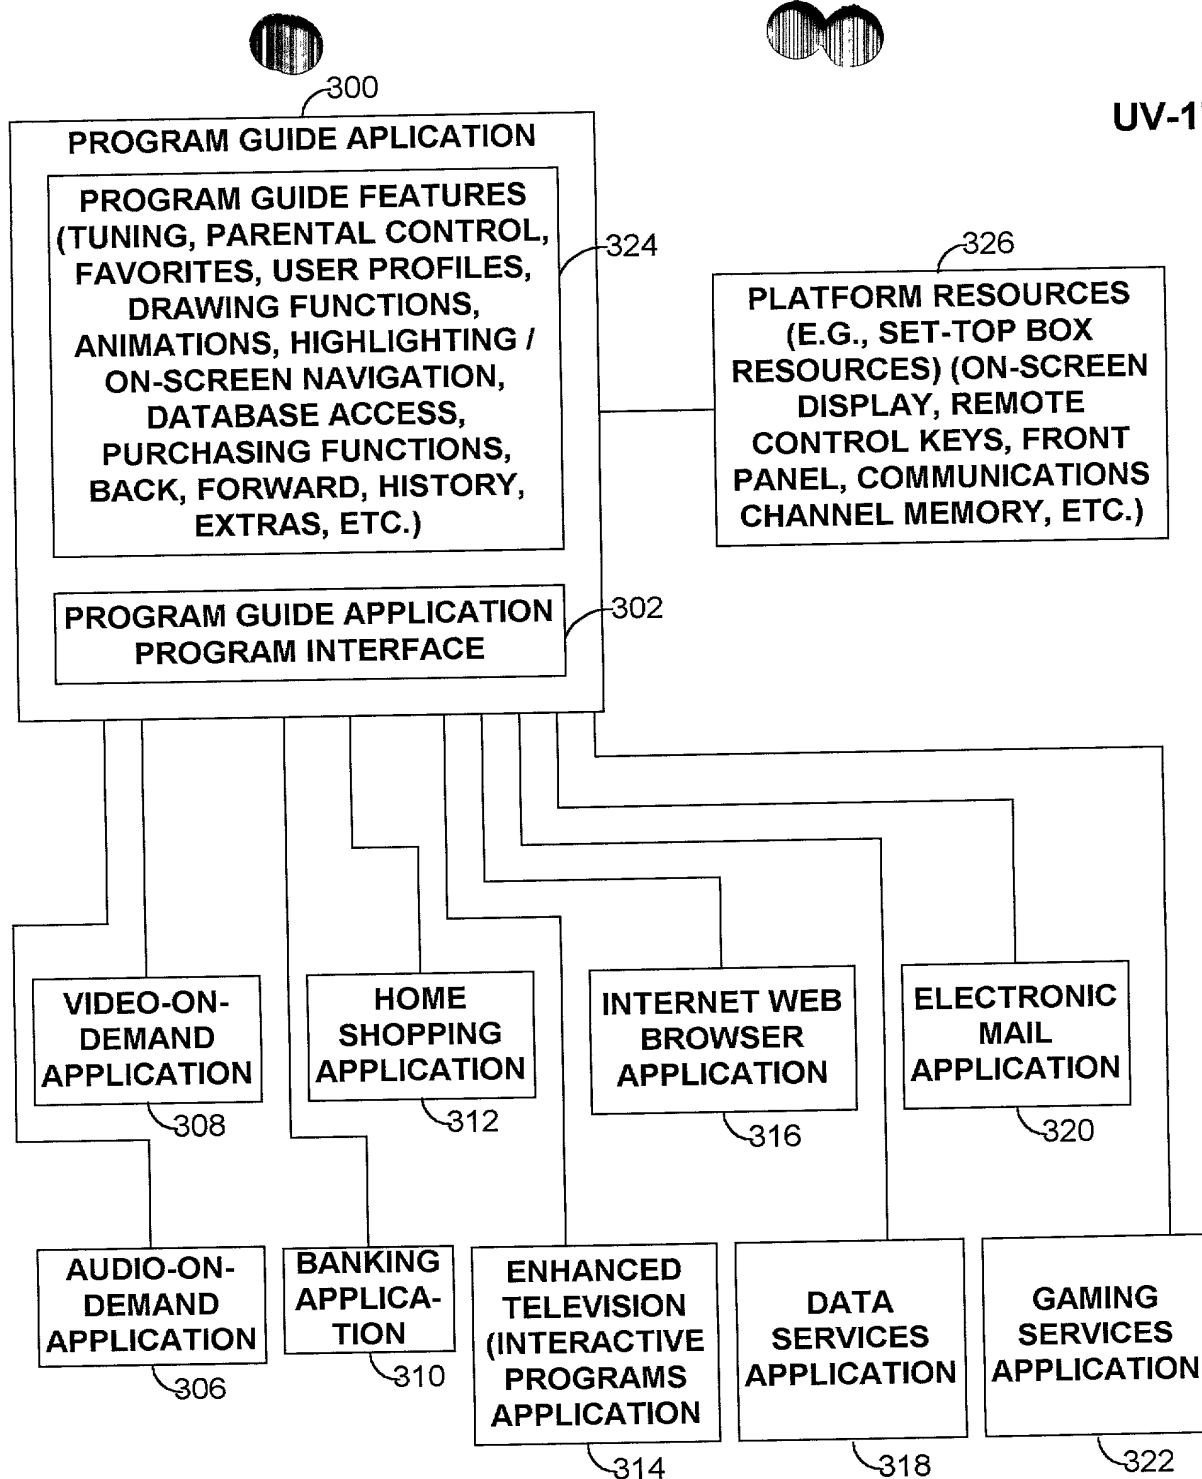 300
UV-1
PROGRAM GUIDE APLICATION
PROGRAM GUIDE FEATURES
(TUNING, PARENTAL CONTROL,
FAVORITES, USER PROFILES,
DRAWING FUNCTIONS,
ANIMATIONS, HIGHLIGHTING /
ON-SCREEN NAVIGATION,
DATABASE ACCESS,
PURCHASING FUNCTIONS,
BACK, FORWARD, HISTORY,
EXTRAS, ETC.)
324
326
PLATFORM RESOURCES
(E.G., SET-TOP BOX
RESOURCES) (ON-SCREEN
DISPLAY, REMOTE
CONTROL KEYS, FRONT
PANEL, COMMUNICATIONS
CHANNEL MEMORY, ETC.)
PROGRAM GUIDE APPLICATION
PROGRAM INTERFACE
302
VIDEO-ON-
DEMAND
APPLICATION
308
HOME
SHOPPING
APPLICATION
312
INTERNET WEB
BROWSER
APPLICATION
316
ELECTRONIC
MAIL
APPLICATION
320
AUDIO-ON-
DEMAND
APPLICATION
306
BANKING
APPLICA-
TION
310
ENHANCED
TELEVISION
(INTERACTIVE
PROGRAMS
APPLICATION
314
DATA
SERVICES
APPLICATION
318
GAMING
SERVICES
APPLICATION
322